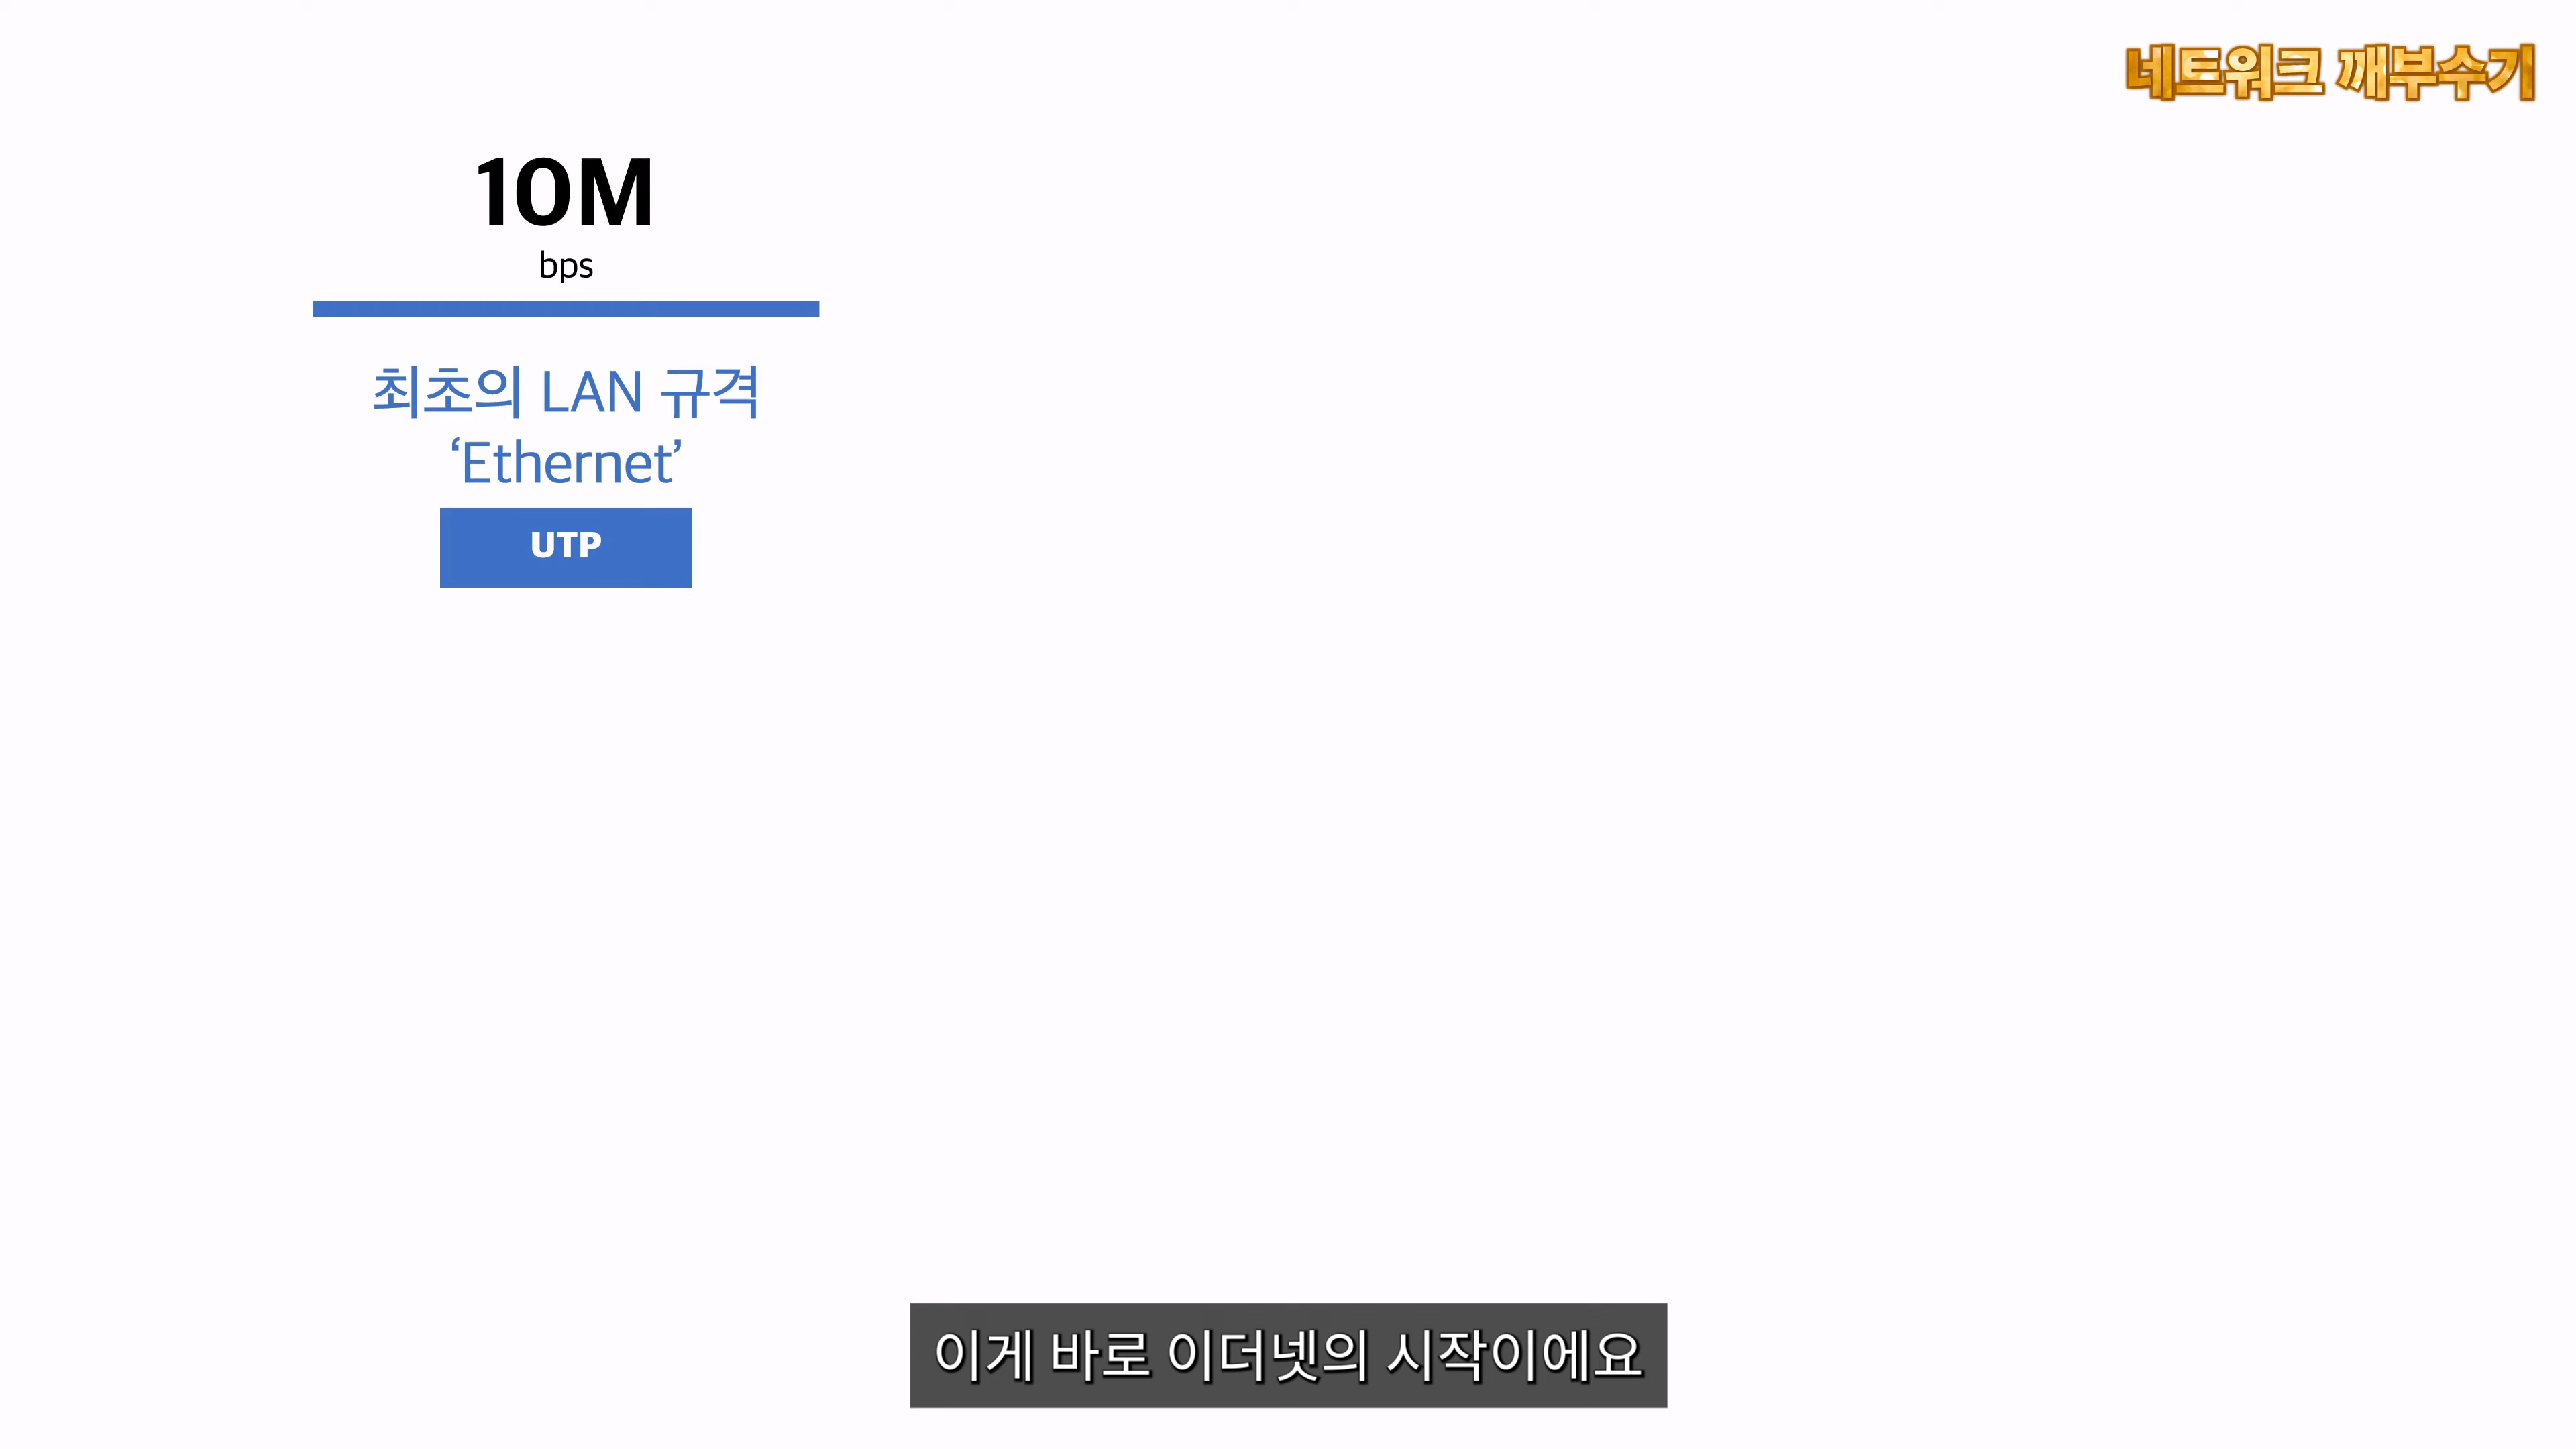 네트워크 깨부수기
10M
bps
최초의 LAN 규격
‘Ethernet’
UTP
이게 바로 이더넷의 시작이에요